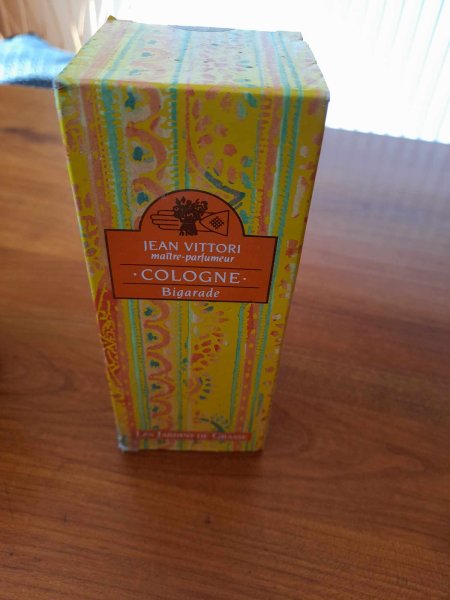 JEAN VITTORI
maître-parfumeur
· COLOGNE ·
Bigarade
LES JARDINS DE GRASSE